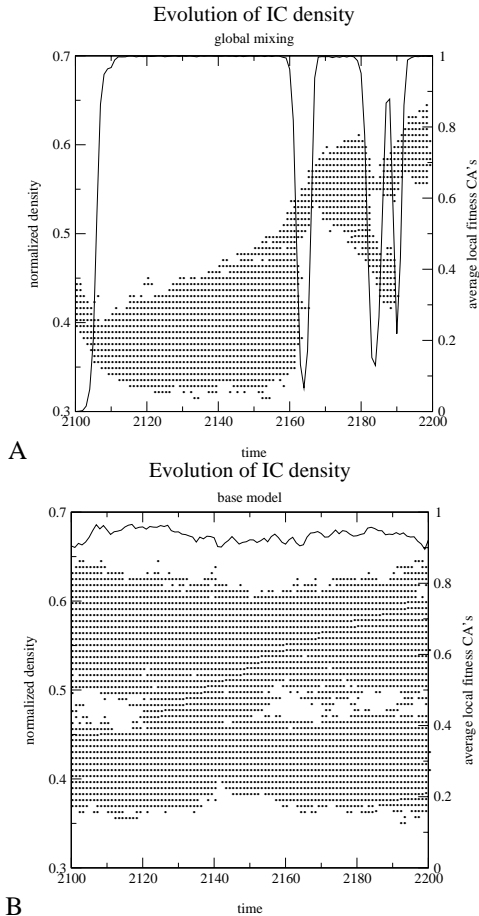 Evolution of IC density
global mixing
0.7
0.6
0.5
0.4
0.3
normalized density
1
0.8
0.6
0.4
0.2
0
average local fitness CA's
2100
2120
2140
2160
2180
2200
time
A
Evolution of IC density
base model
0.7
0.6
0.5
0.4
0.3
normalized density
1
0.8
0.6
0.4
0.2
0
average local fitness CA's
2100
2120
2140
2160
2180
2200
time
B